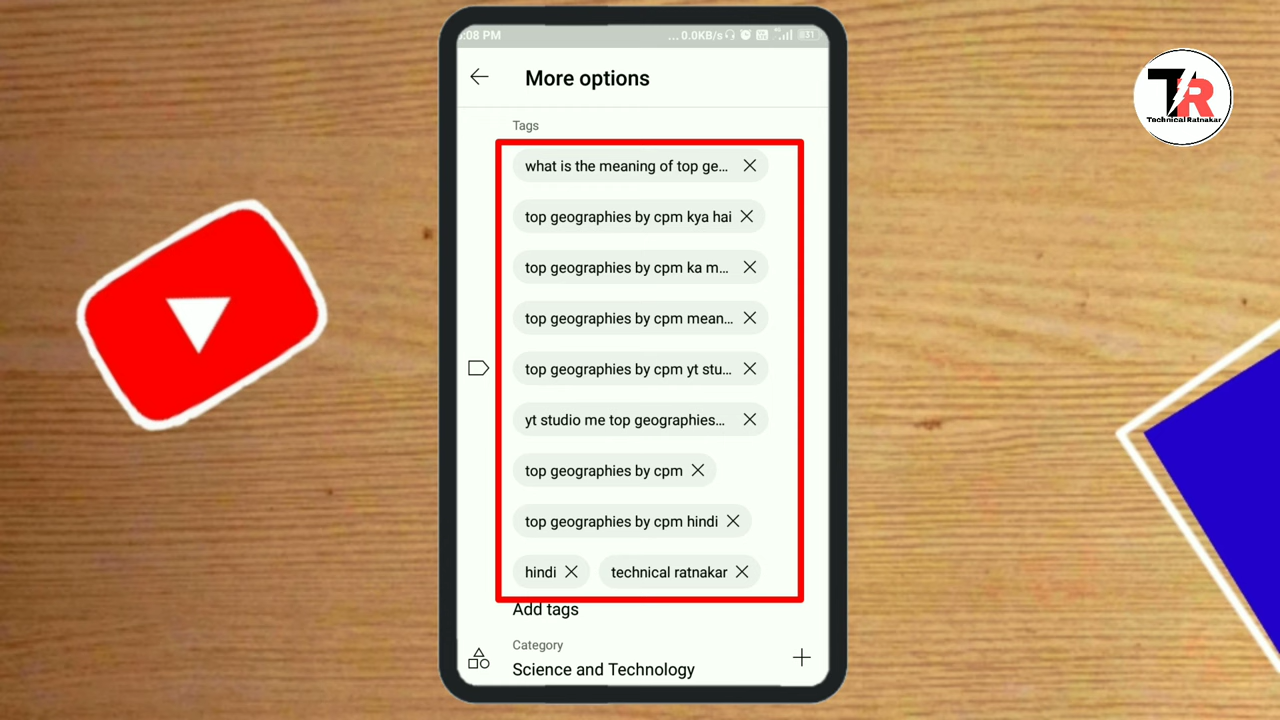 :08 PM
... 0.0KB/s
31
More options
TR
Technical Ratnakar
Tags
what is the meaning of top ge...
top geographies by cpm kya hai
top geographies by cpm ka m...
top geographies by cpm mean...
top geographies by cpm yt stu...
yt studio me top geographies...
top geographies by cpm
top geographies by cpm hindi
hindi
technical ratnakar
Add tags
Category
Science and Technology